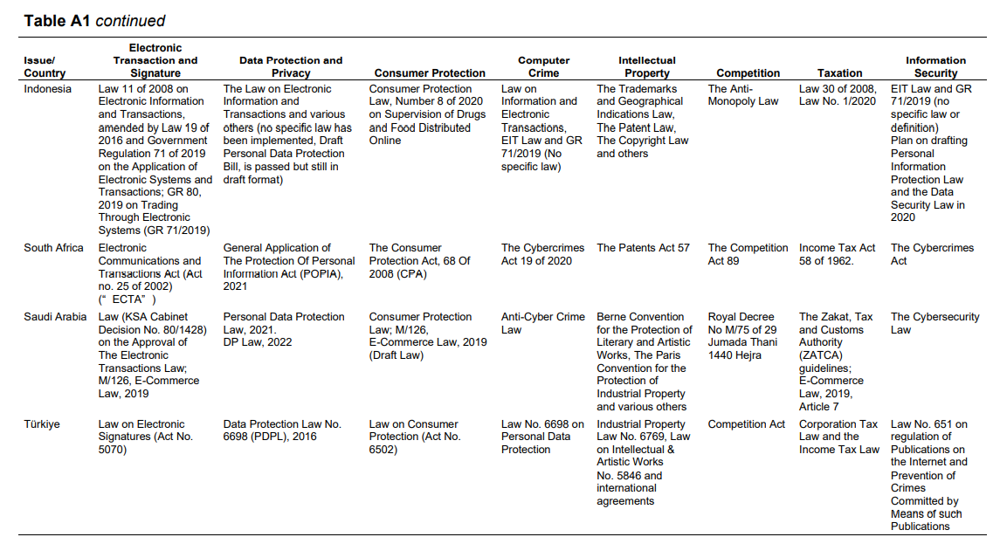 Table A1 continued
Issue/
Country
Electronic
Transaction and
Signature
Data Protection and
Privacy
Consumer Protection
Computer
Crime
Intellectual
Property
Competition
Taxation
Information
Security
Indonesia
Law 11 of 2008 on
Electronic Information
and Transactions,
amended by Law 19 of
2016 and Government
Regulation 71 of 2019
on the Application of
Electronic Systems and
Transactions; GR 80,
2019 on Trading
Through Electronic
Systems (GR 71/2019)
The Law on Electronic
Information and
Transactions and various
others (no specific law has
been implemented, Draft
Personal Data Protection
Bill, is passed but still in
draft format)
Consumer Protection
Law, Number 8 of 2020
on Supervision of Drugs
and Food Distributed
Online
Law on
Information and
Electronic
Transactions,
EIT Law and GR
71/2019 (No
specific law)
The Trademarks
and Geographical
Indications Law,
The Patent Law,
The Copyright Law
and others
The Anti-
Monopoly Law
Law 30 of 2008,
Law No. 1/2020
EIT Law and GR
71/2019 (no
specific law or
definition)
Plan on drafting
Personal
Information
Protection Law
and the Data
Security Law in
2020
South Africa
Electronic
Communications and
Transactions Act (Act
no. 25 of 2002)
(“ ECTA” )
General Application of
The Protection Of Personal
Information Act (POPIA),
2021
The Consumer
Protection Act, 68 Of
2008 (CPA)
The Cybercrimes
Act 19 of 2020
The Patents Act 57
The Competition
Act 89
Income Tax Act
58 of 1962.
The Cybercrimes
Act
Saudi Arabia
Law (KSA Cabinet
Decision No. 80/1428)
on the Approval of
The Electronic
Transactions Law;
M/126, E-Commerce
Law, 2019
Personal Data Protection
Law, 2021.
DP Law, 2022
Consumer Protection
Law; M/126,
E-Commerce Law, 2019
(Draft Law)
Anti-Cyber Crime
Law
Berne Convention
for the Protection of
Literary and Artistic
Works, The Paris
Convention for the
Protection of
Industrial Property
and various others
Royal Decree
No M/75 of 29
Jumada Thani
1440 Hejra
The Zakat, Tax
and Customs
Authority
(ZATCA)
guidelines;
E-Commerce
Law, 2019,
Article 7
The Cybersecurity
Law
Türkiye
Law on Electronic
Signatures (Act No.
5070)
Data Protection Law No.
6698 (PDPL), 2016
Law on Consumer
Protection (Act No.
6502)
Law No. 6698 on
Personal Data
Protection
Industrial Property
Law No. 6769, Law
on Intellectual &
Artistic Works
No. 5846 and
international
agreements
Competition Act
Corporation Tax
Law and the
Income Tax Law
Law No. 651 on
regulation of
Publications on
the Internet and
Prevention of
Crimes
Committed by
Means of such
Publications